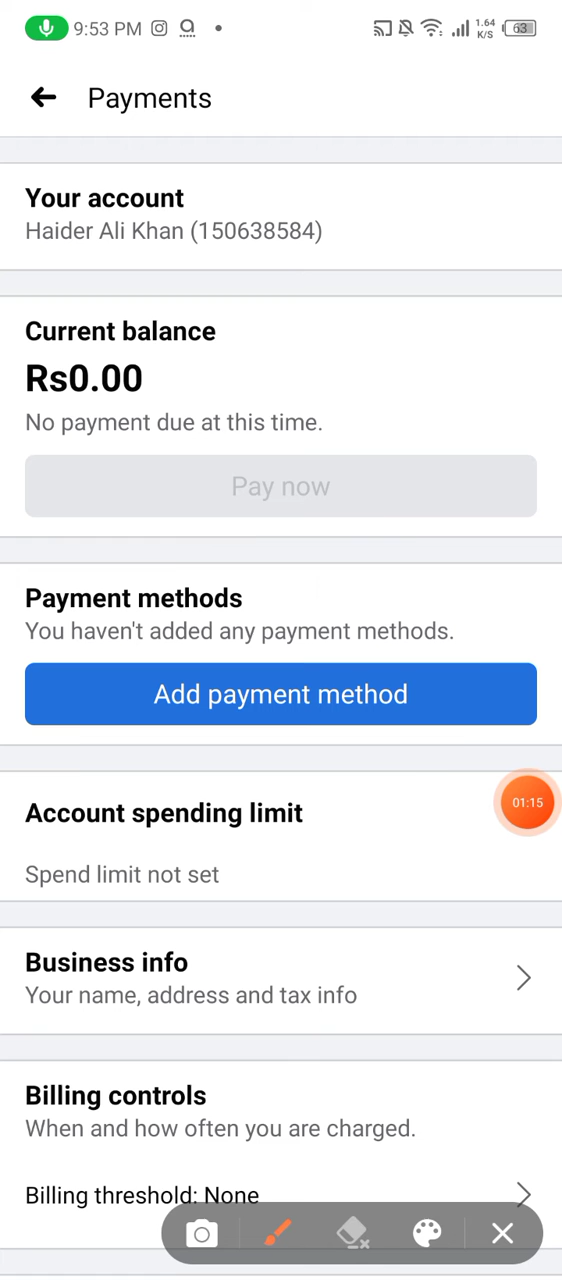 9:53 PM
1.64
K/S
63
Payments
Your account
Haider Ali Khan (150638584)
Current balance
Rs0.00
No payment due at this time.
Pay now
Payment methods
You haven't added any payment methods.
Add payment method
01:15
Account spending limit
Spend limit not set
Business info
Your name, address and tax info
Billing controls
When and how often you are charged.
Billing threshold: None